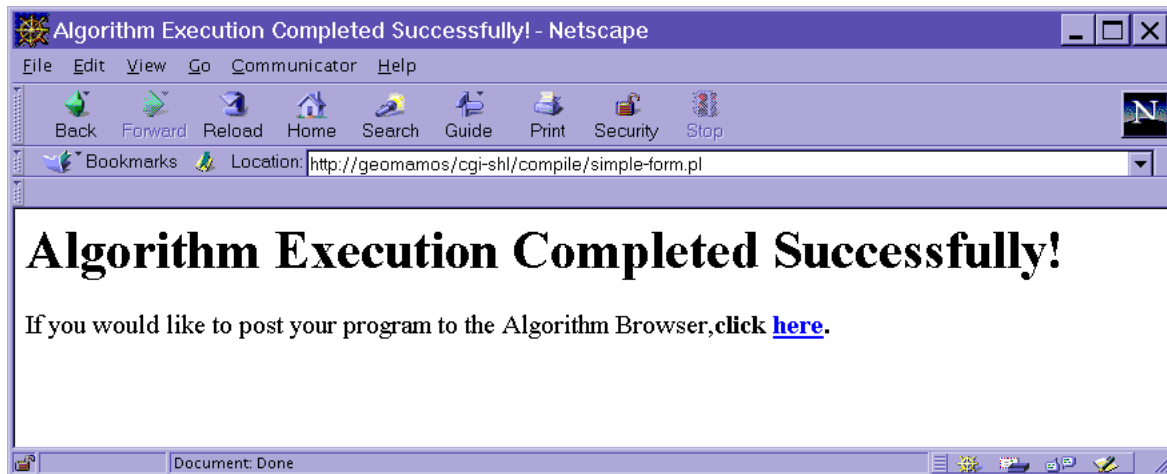 Algorithm Execution Completed Successfully! - Netscape
File Edit View Go Communicator Help
Back Forward Reload Home Search Guide Print Security Stop
N
Bookmarks Location: http://geomamos/cgi-shl/compile/simple-form.pl
Algorithm Execution Completed Successfully!
If you would like to post your program to the Algorithm Browser,click here.
Document: Done